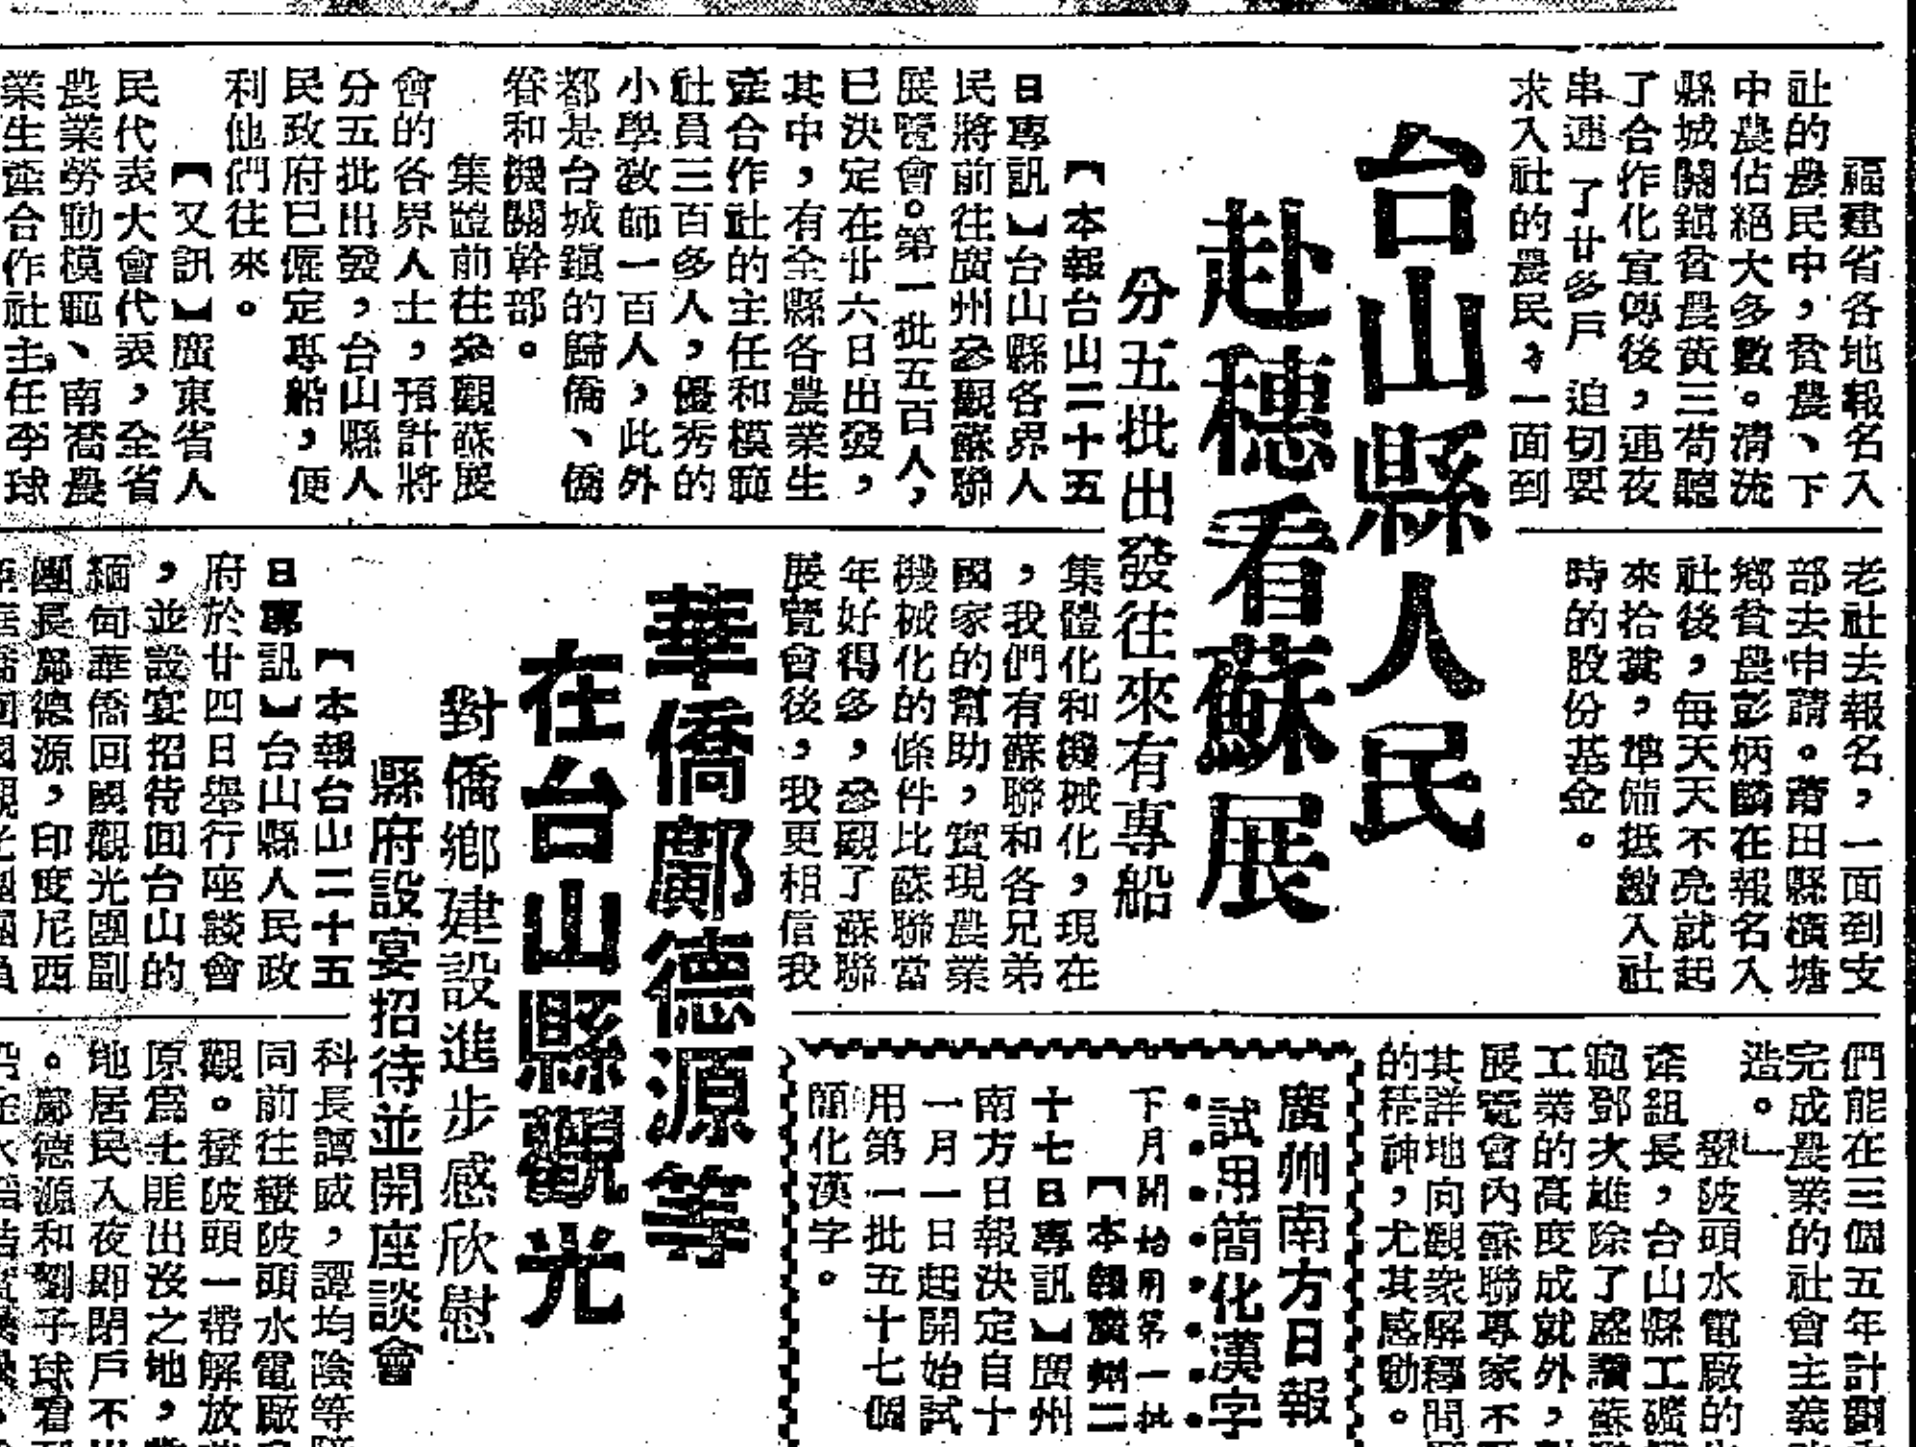 福建省各地報名入
社的農民中，貧農、下
中農佔絕大多數。清流
縣城關鎮貧農黃三苟聽
了合作化宣傳後，連夜
串連了廿多戶迫切要
求入社的農民，一面到
老社去報名，一面到支
部去申請。莆田縣橫塘
鄉貧農彭炳麟在報名入
社後，每天天不亮就起
來拾糞，準備抵繳入社
時的股份基金。
台山縣人民
赴穗看蘇展
分五批出發往來有專船
【本報台山二十五
日專訊】台山縣各界人
民將前往廣州參觀蘇聯
展覽會。第一批五百人，
已決定在廿六日出發，
其中，有全縣各農業生
產合作社的主任和模範
社員三百多人，優秀的
小學教師一百人，此外
都是台城鎮的歸僑、僑
眷和機關幹部。
集體前往參觀蘇展
會的各界人士，預計將
分五批出發，台山縣人
民政府已僱定專船，便
利他們往來。
【又訊】廣東省人
民代表大會代表，全省
農業勞動模範、南喬農
業生產合作社主任李球
集體化和機械化，現在
，我們有蘇聯和各兄弟
國家的幫助，實現農業
機械化的條件比蘇聯當
年好得多，參觀了蘇聯
展覽會後，我更相信我
們能在三個五年計劃
完成農業的社會主義
造。」
蠻陂頭水電廠的
產組長，台山縣工
範鄧次雄除了盛讚蘇
工業的高度成就外，
展覽會內蘇聯專家不
其詳地向觀衆解釋
的精神，尤其感動。
華僑鄺德源等
在台山縣觀光
對僑鄉建設進步感欣慰
縣府設宴招待並開座談會
【本報台山二十五
日專訊】台山縣人民政
府於廿四日舉行座談會
，並設宴招待回台山的
緬甸華僑回國觀光團副
團長鄺德源，印度尼西
科長譚威，譚均陰等
同前往蠻陂頭水電廠
觀。蠻陂頭一帶解放
原爲土匪出沒之地，
地居民入夜即閉戶不
。鄺德源和劉子球看
廣州南方日報
試用簡化漢字
下月開始用第一批
【本報廣州二
十七日專訊】廣州
南方日報決定自十
一月一日起開始試
用第一批五十七個
簡化漢字。